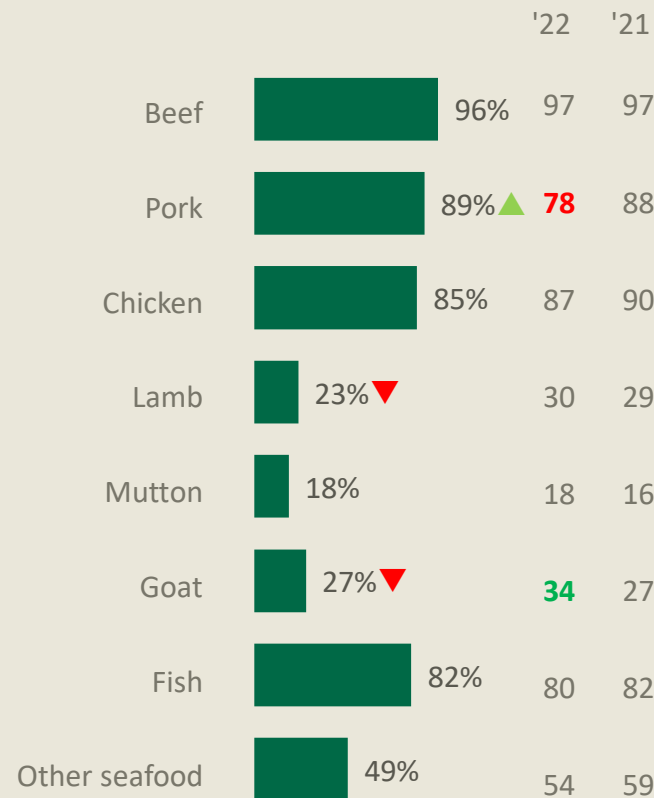 '22 '21
Beef 96% 97 97
Pork 89% 78 88
Chicken 85% 87 90
Lamb 23% 30 29
Mutton 18% 18 16
Goat 27% 34 27
Fish 82% 80 82
Other seafood 49% 54 59